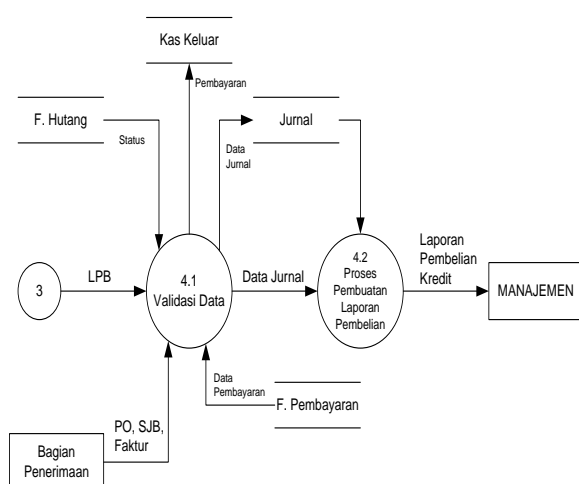 Kas Keluar
Pembayaran
F. Hutang
Status
Jurnal
Data
Jurnal
3
LPB
4.1
Validasi Data
Data Jurnal
4.2
Proses
Pembuatan
Laporan
Pembelian
Laporan
Pembelian
Kredit
MANAJEMEN
Data
Pembayaran
F. Pembayaran
PO, SJB,
Faktur
Bagian
Penerimaan